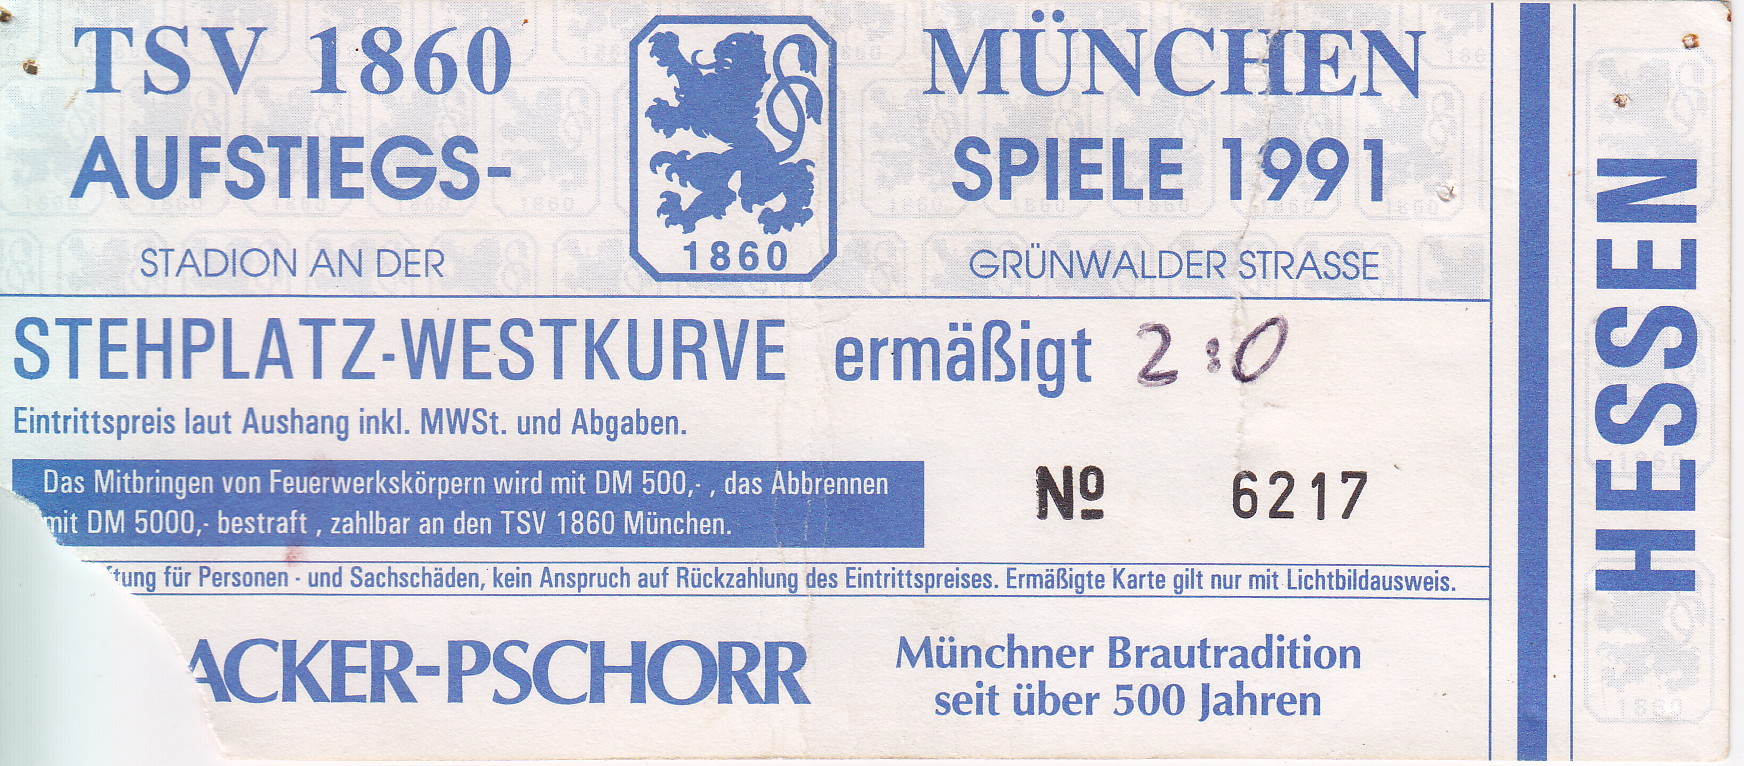 TSV 1860 MÜNCHEN
AUFSTIEGS- SPIELE 1991
STADION AN DER GRÜNWALDER STRASSE
1860
STEHPLATZ-WESTKURVE ermäßigt 2:0
Eintrittspreis laut Aushang inkl. MWSt. und Abgaben.
Das Mitbringen von Feuerwerkskörpern wird mit DM 500,- , das Abbrennen
mit DM 5000,- bestraft , zahlbar an den TSV 1860 München.
Nº 6217
ftung für Personen - und Sachschäden, kein Anspruch auf Rückzahlung des Eintrittspreises. Ermäßigte Karte gilt nur mit Lichtbildausweis.
ACKER-PSCHORR
Münchner Brautradition
seit über 500 Jahren
HESSEN